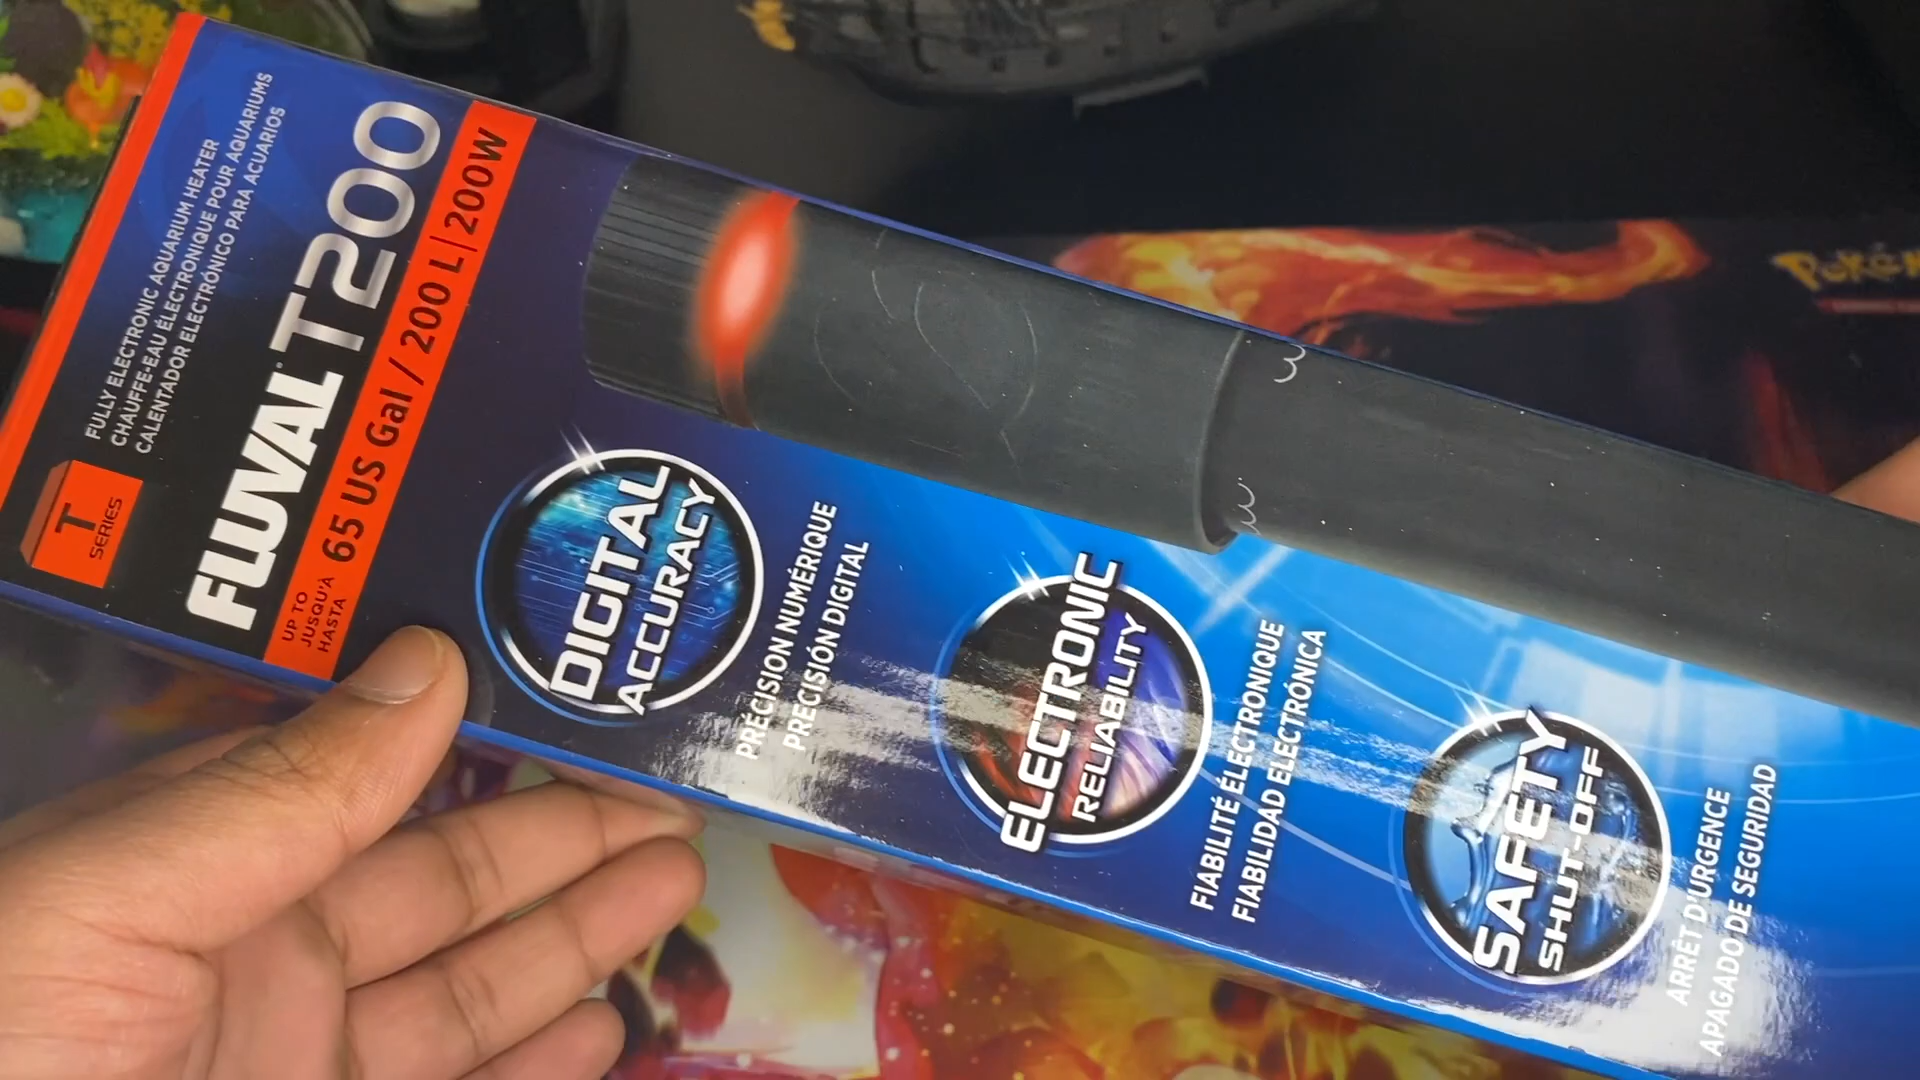 FULLY ELECTRONIC AQUARIUM HEATER
CHAUFFE-EAU ÉLECTRONIQUE POUR AQUARIUMS
CALENTADOR ELECTRÓNICO PARA ACUARIOS
T
SERIES
FLUVAL T200
UP TO
JUSQU'À
HASTA
65 US Gal / 200 L | 200W
DIGITAL
ACCURACY
PRÉCISION NUMÉRIQUE
PRECISIÓN DIGITAL
ELECTRONIC
RELIABILITY
FIABILITÉ ÉLECTRONIQUE
FIABILIDAD ELECTRÓNICA
SAFETY
SHUT-OFF
ARRÊT D'URGENCE
APAGADO DE SEGURIDAD